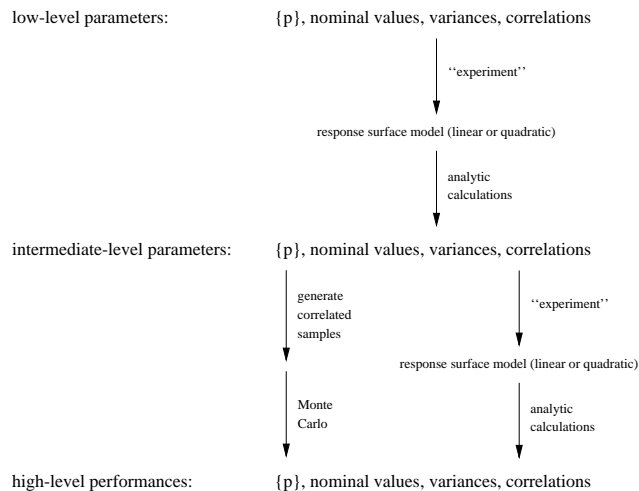 low-level parameters: {p}, nominal values, variances, correlations
‘‘experiment’’
response surface model (linear or quadratic)
analytic
calculations
intermediate-level parameters: {p}, nominal values, variances, correlations
generate
correlated
samples
‘‘experiment’’
response surface model (linear or quadratic)
Monte
Carlo
analytic
calculations
high-level performances: {p}, nominal values, variances, correlations